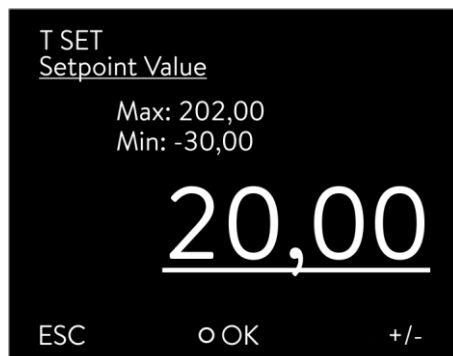 T SET
Setpoint Value
Max: 202,00
Min: -30,00
20,00
ESC OK +/-